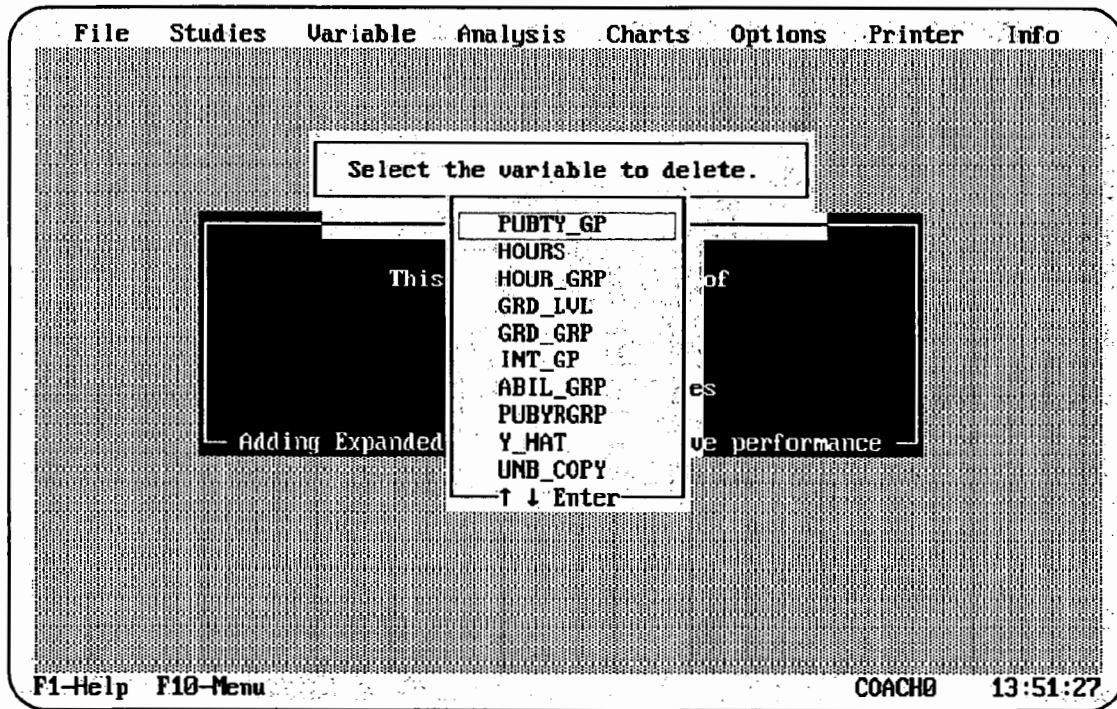 File Studies Variable Analysis Charts Options Printer Info
Select the variable to delete.
PUBTY_GP
HOURS
This HOUR_GRP of
GRD_LVL
GRD_GRP
INT_GP
ABIL_GRP es
PUBYRGRP
Adding Expanded Y_HAT ve performance
UNB_COPY
↑ ↓ Enter
F1-Help F10-Menu COACH0 13:51:27